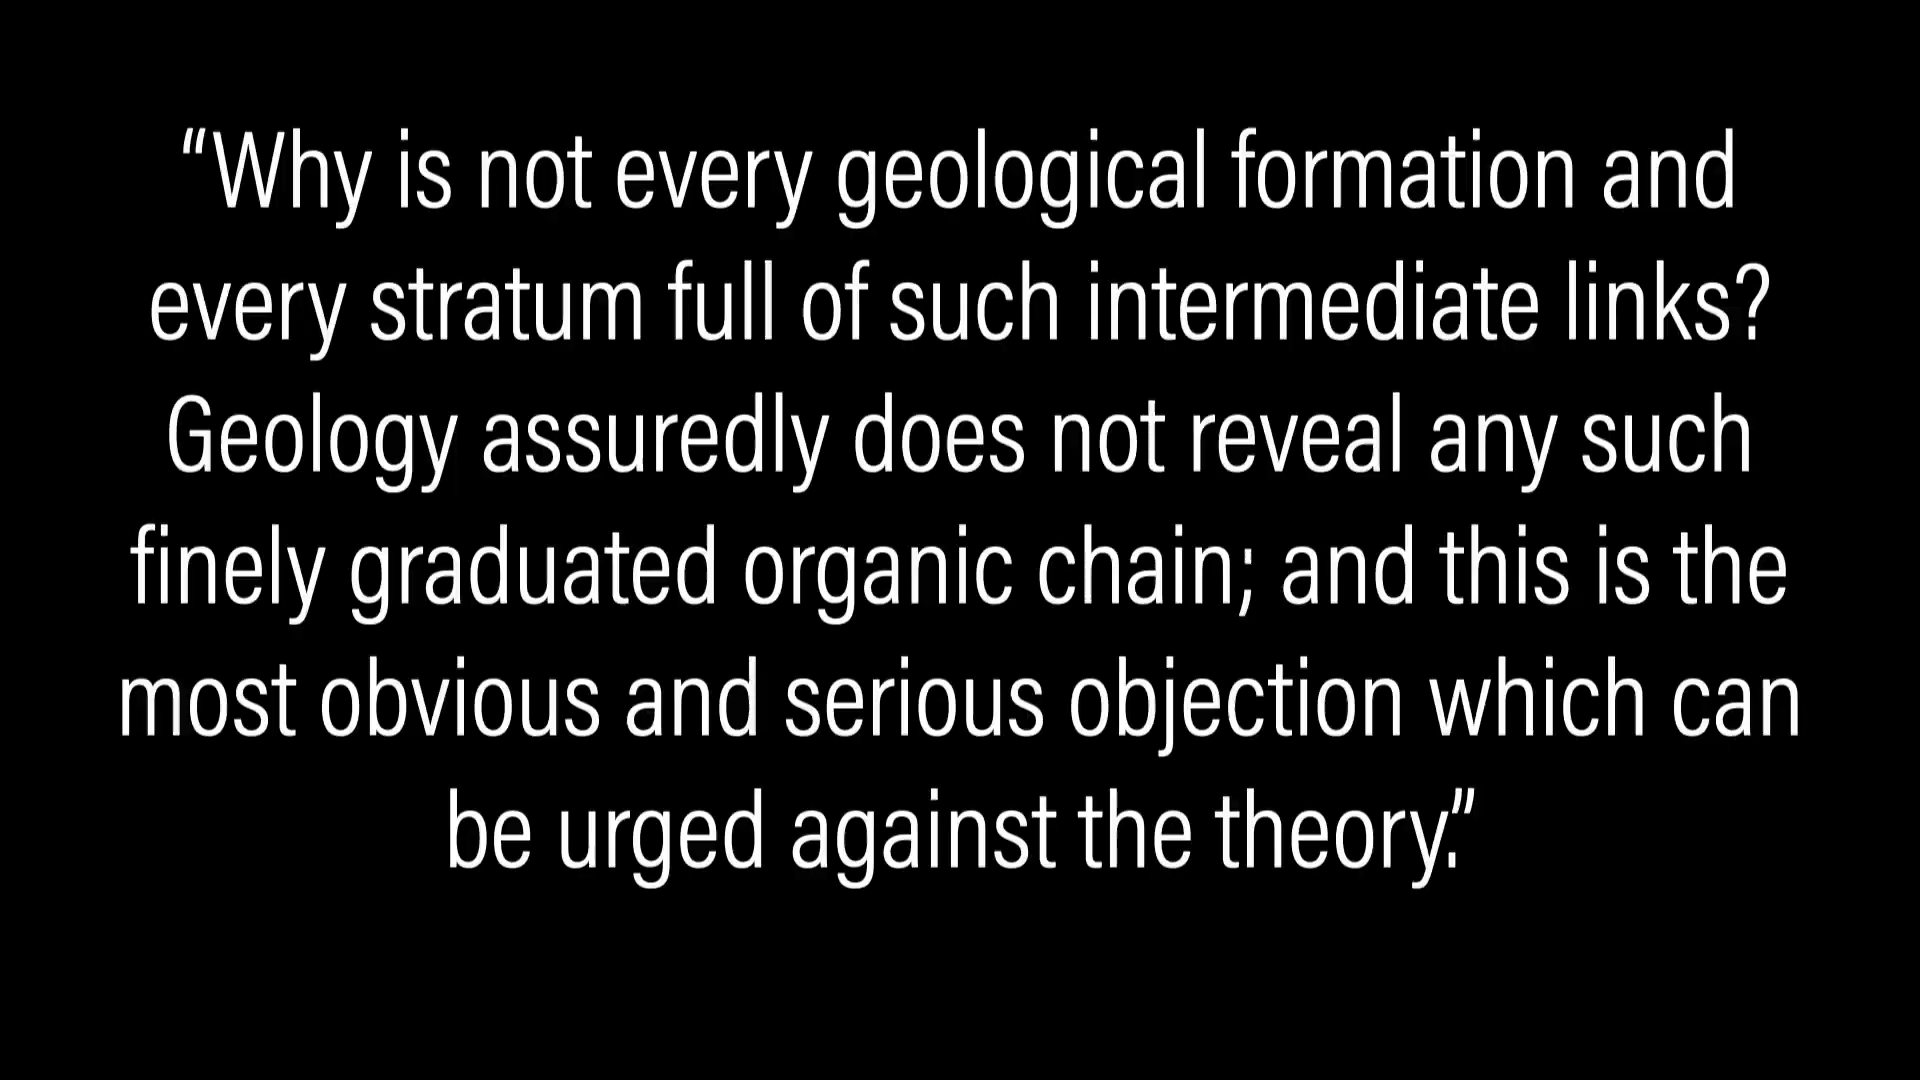 “Why is not every geological formation and
every stratum full of such intermediate links?
Geology assuredly does not reveal any such
finely graduated organic chain; and this is the
most obvious and serious objection which can
be urged against the theory.”